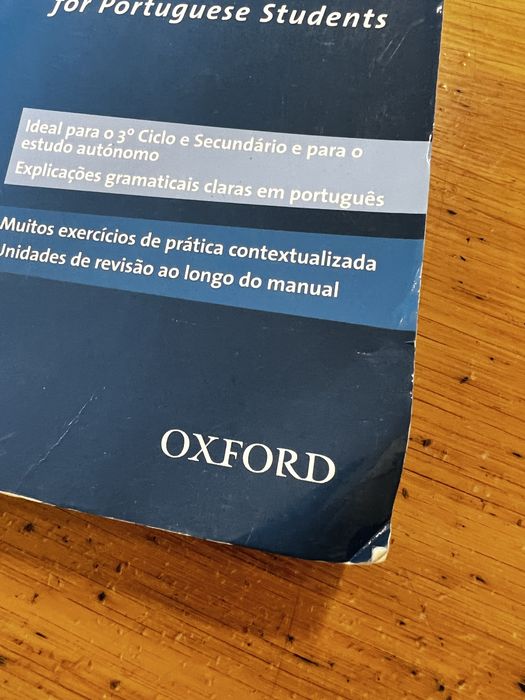 for Portuguese Students
Ideal para o 3º Ciclo e Secundário e para o
estudo autónomo
Explicações gramaticais claras em português
Muitos exercícios de prática contextualizada
Unidades de revisão ao longo do manual
OXFORD